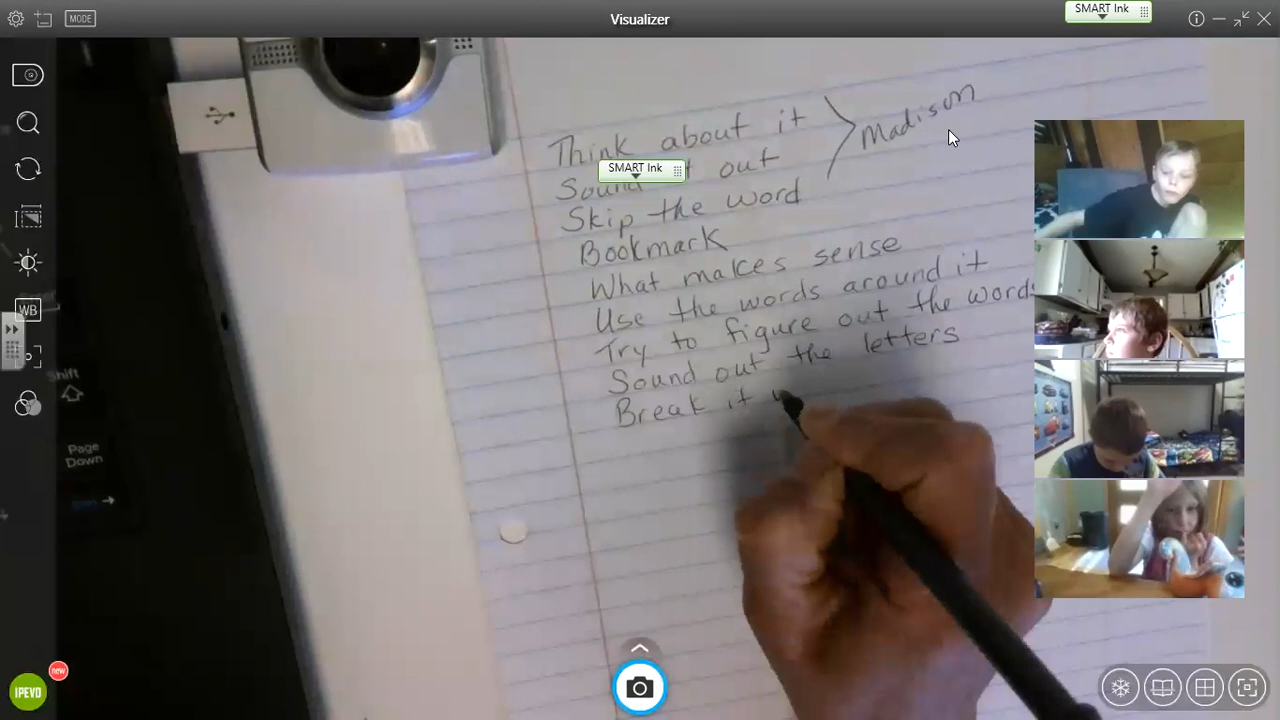 MODE
Visualizer
SMART Ink
Think about it
Madison
SMART Ink
Sound out
Skip the word
Bookmark
What makes sense
Use the words around it
Try to figure out the words
Sound out the letters
Break it
WB
Shift
Page
Down
new
IPEVO